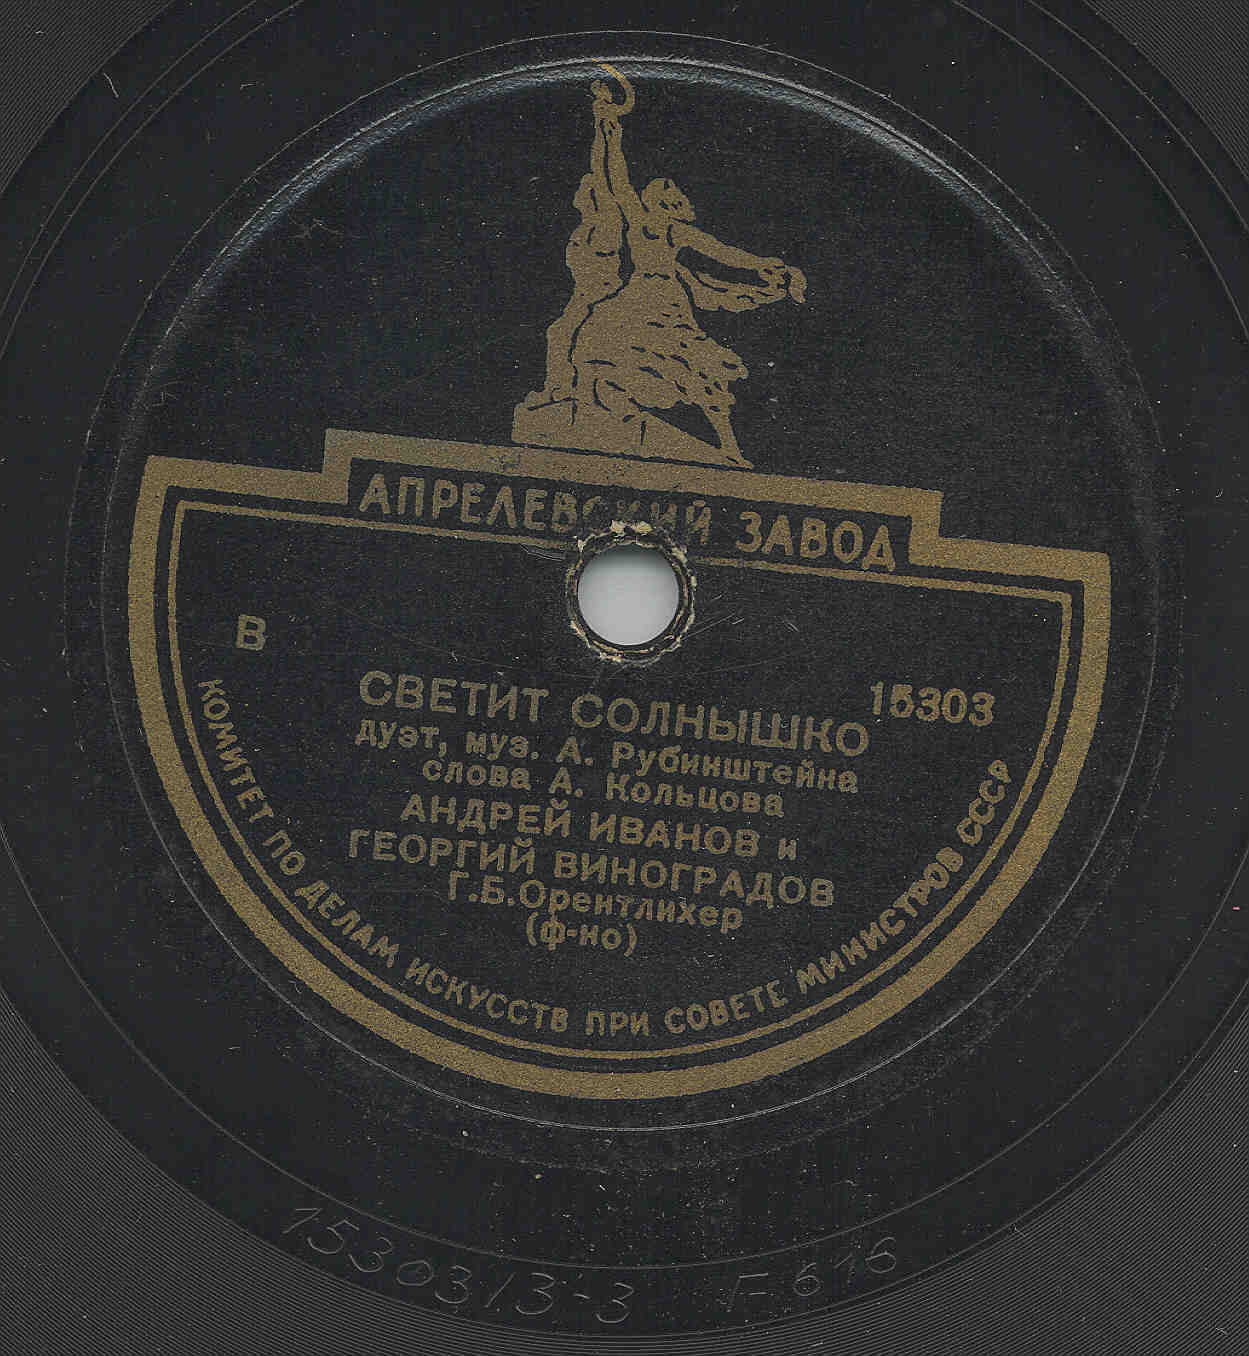 АПРЕЛЕВСКИЙ ЗАВОД
В
15303
СВЕТИТ СОЛНЫШКО
дуэт, муз. А. Рубинштейна
слова А. Кольцова
АНДРЕЙ ИВАНОВ и
ГЕОРГИЙ ВИНОГРАДОВ
Г.Б.Орентлихер
(ф-но)
КОМИТЕТ ПО ДЕЛАМ ИСКУССТВ ПРИ СОВЕТЕ МИНИСТРОВ СССР
15303/3-3 Г-616